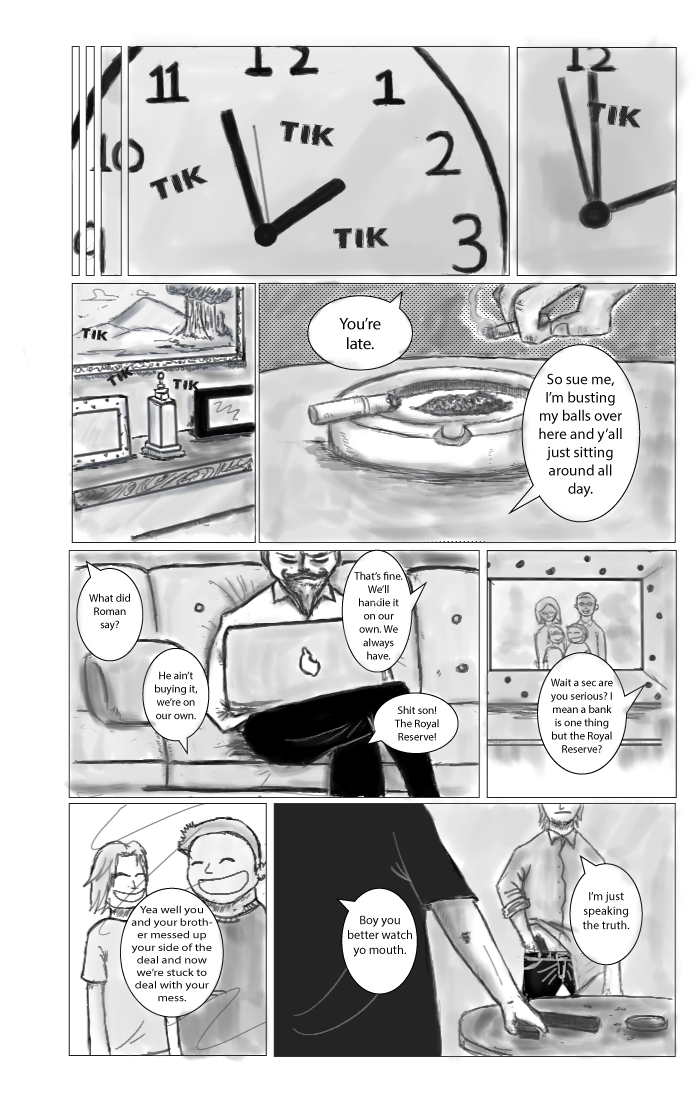 11
12
1
10
2
9
3
TIK
TIK
TIK
12
TIK
TIK
TIK
TIK
You're
late.
So sue me,
I'm busting
my balls over
here and y'all
just sitting
around all
day.
What did
Roman
say?
He ain't
buying it,
we're on
our own.
That's fine.
We'll
handle it
on our
own. We
always
have.
Shit son!
The Royal
Reserve!
Wait a sec are
you serious? I
mean a bank
is one thing
but the Royal
Reserve?
Yea well you
and your broth-
er messed up
your side of the
deal and now
we're stuck to
deal with your
mess.
Boy you
better watch
yo mouth.
I'm just
speaking
the truth.